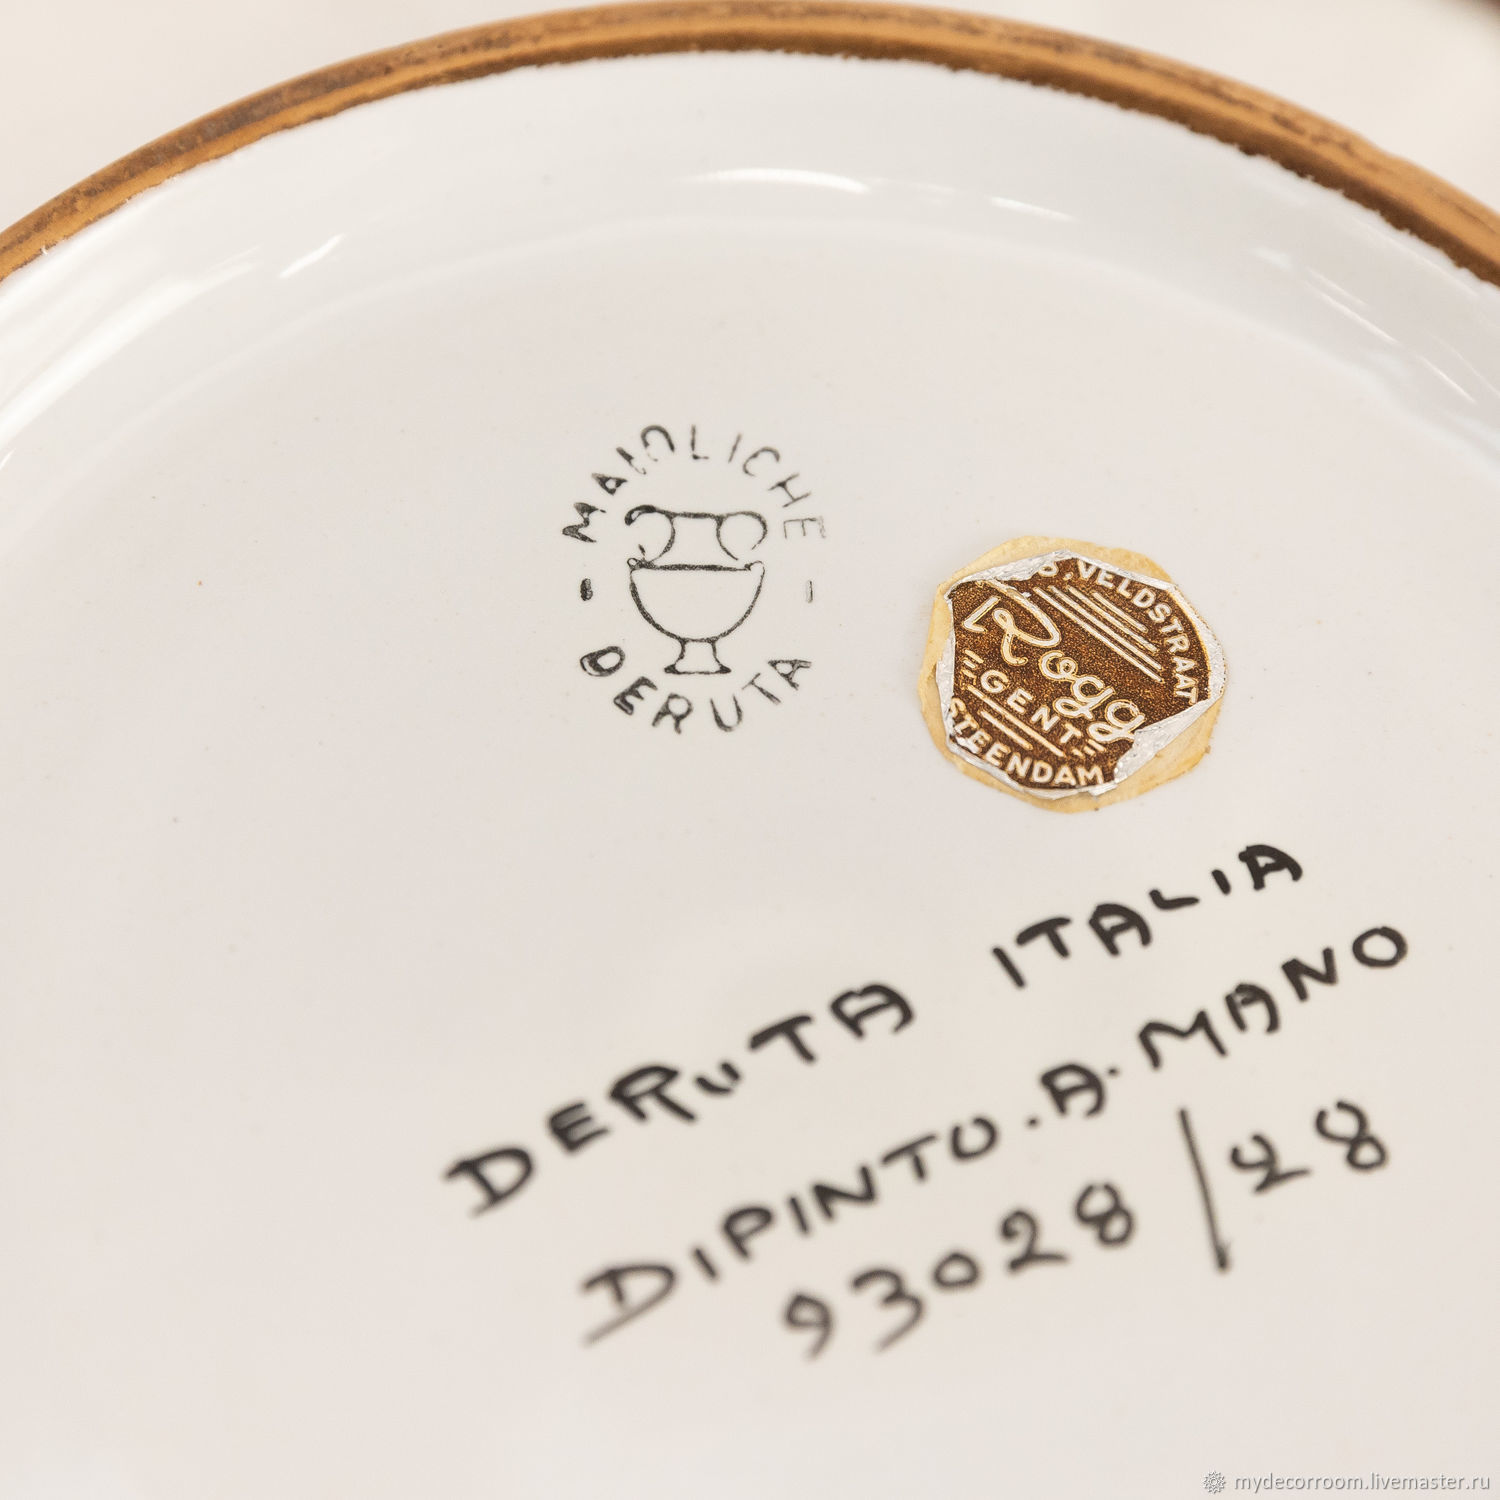 MAIOLICHE
- -
DERUTA
VELDSTRAAT
Rogg
=GENT=
STEENDAM
DERUTA ITALIA
DIPINTO.A.MANO
93028/28
mydecorroom.livemaster.ru